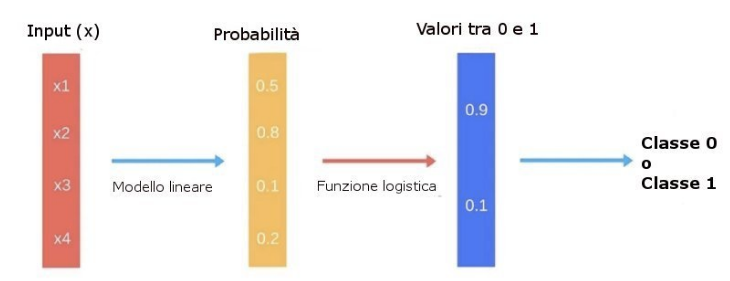 Input (x)
Probabilità
Valori tra 0 e 1
x1
x2
x3
x4
Modello lineare
0.5
0.8
0.1
0.2
Funzione logistica
0.9
0.1
Classe 0
o
Classe 1